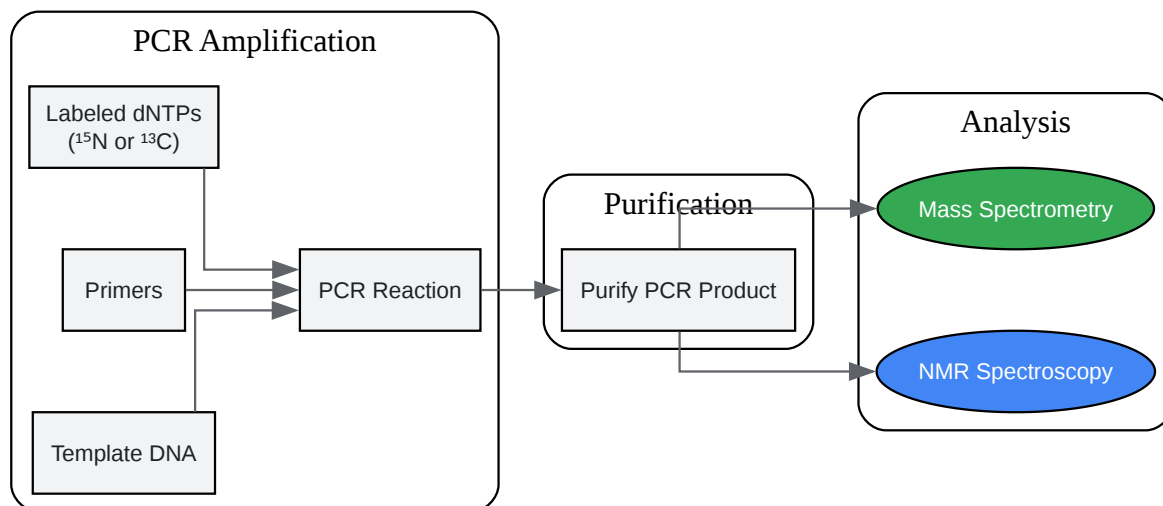 PCR Amplification
Labeled dNTPs
(¹⁵N or ¹³C)
Primers
PCR Reaction
Template DNA
Purification
Purify PCR Product
Analysis
Mass Spectrometry
NMR Spectroscopy